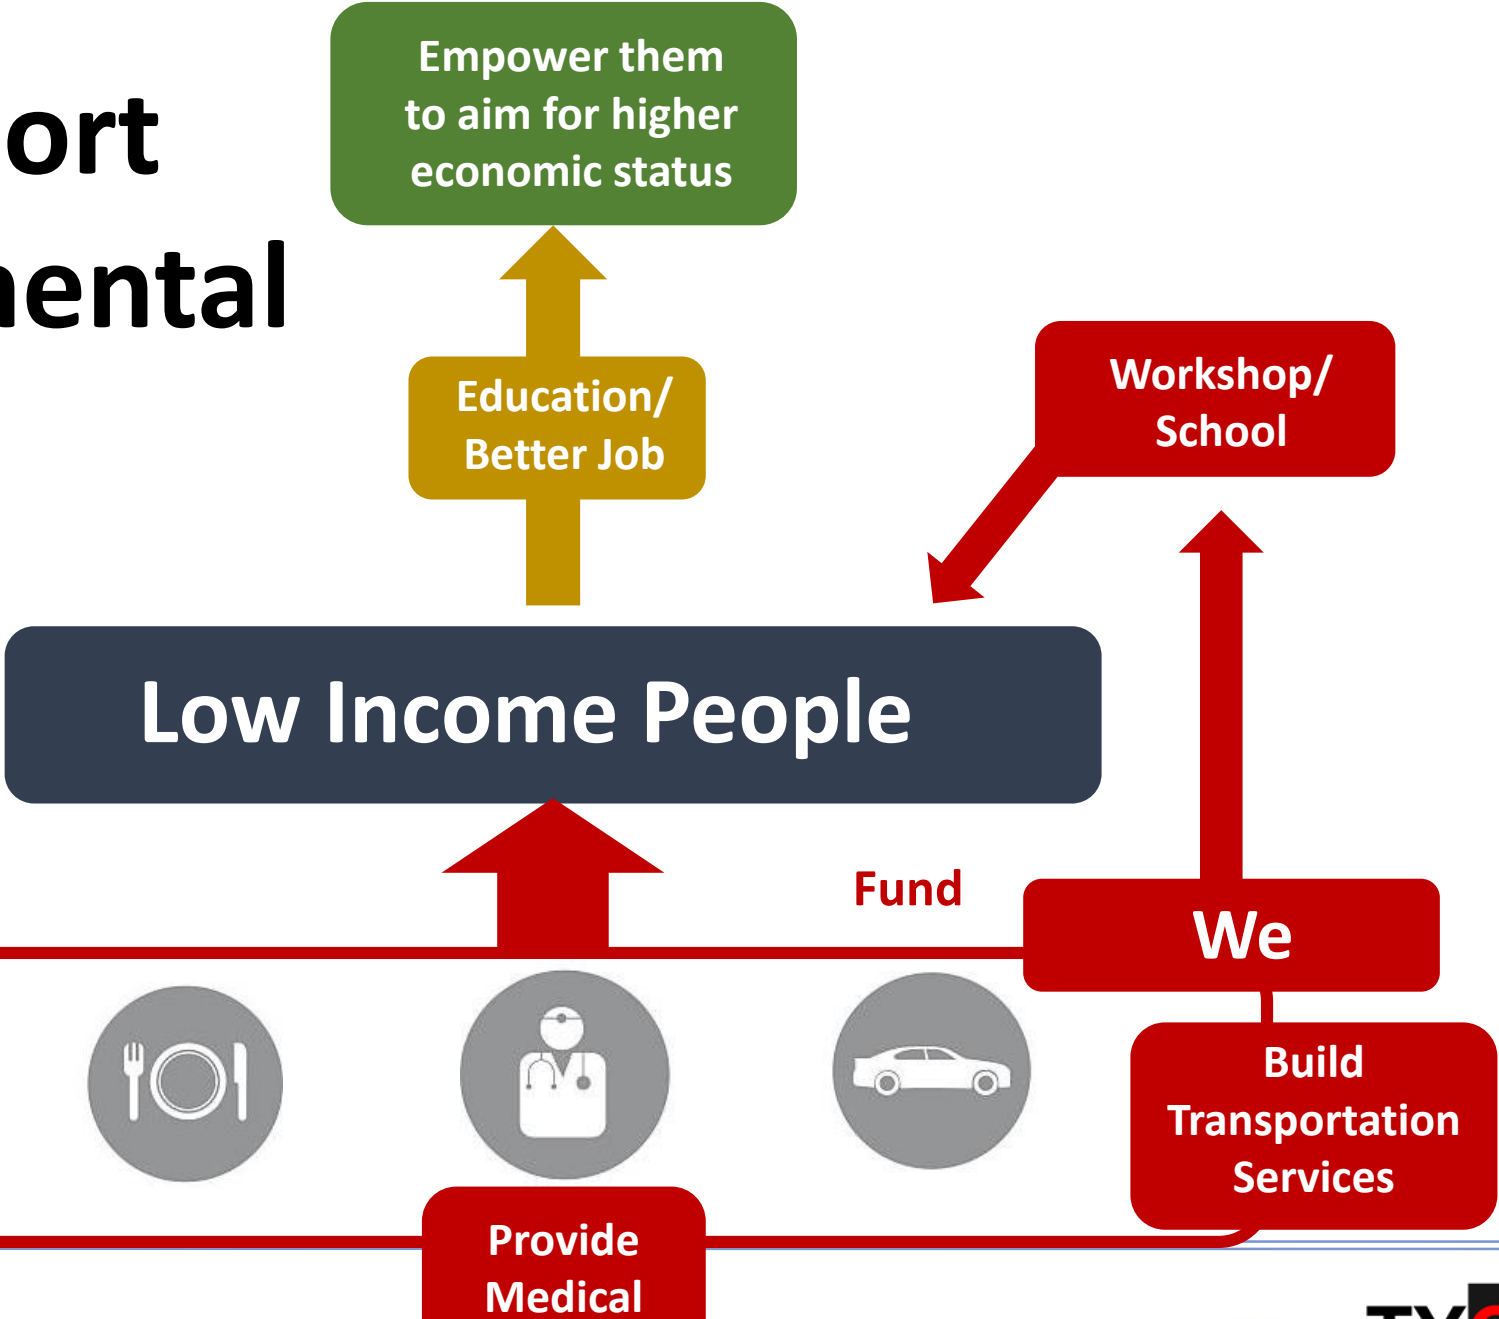 Empower them
to aim for higher
economic status
ort
mental
Education/
Better Job
Workshop/
School
Low Income People
Fund
We
Build
Transportation
Services
Provide
Medical